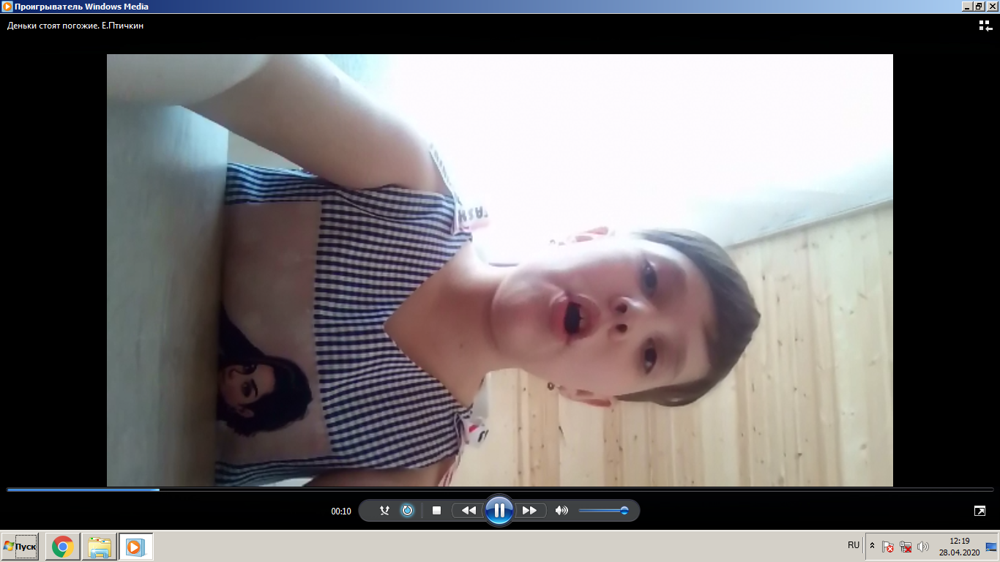 Проигрыватель Windows Media
Деньки стоят погожие. Е.Птичкин
00:10
Пуск
RU
12:19
28.04.2020